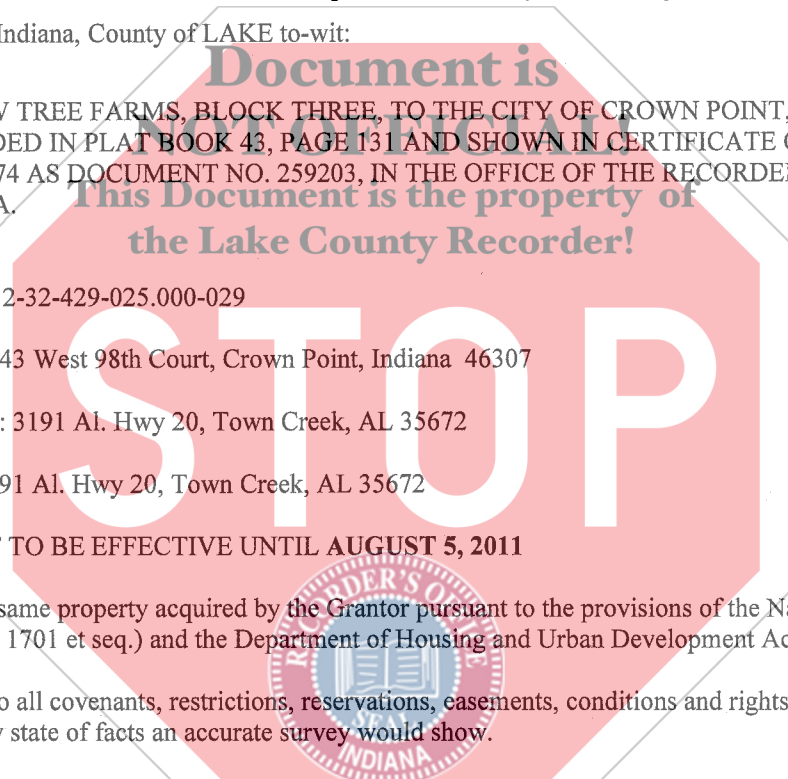 Indiana, County of LAKE to-wit:
Document is
TREE FARMS, BLOCK THREE, TO THE CITY OF CROWN POINT,
NOT OFFICIAL!
DED IN PLAT BOOK 43, PAGE 131 AND SHOWN IN CERTIFICATE
74 AS DOCUMENT NO. 259203, IN THE OFFICE OF THE RECORDER
This Document is the property of
A.
the Lake County Recorder!
2-32-429-025.000-029
STOP
43 West 98th Court, Crown Point, Indiana 46307
: 3191 Al. Hwy 20, Town Creek, AL 35672
91 Al. Hwy 20, Town Creek, AL 35672
TO BE EFFECTIVE UNTIL AUGUST 5, 2011
same property acquired by the Grantor pursuant to the provisions of the Na
1701 et seq.) and the Department of Housing and Urban Development Ac
o all covenants, restrictions, reservations, easements, conditions and rights
state of facts an accurate survey would show.
RECORDER'S OFFICE
SEAL
INDIANA